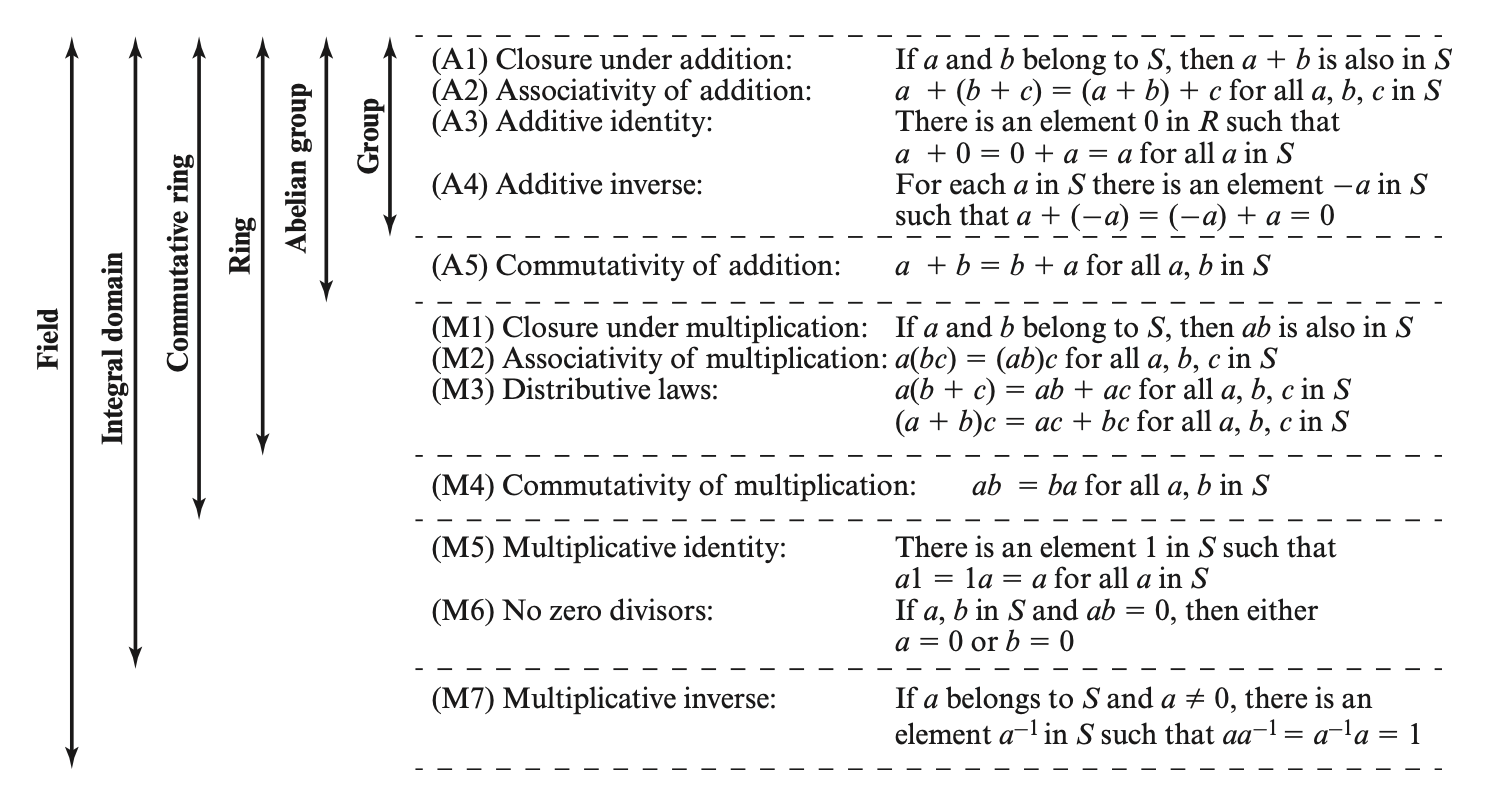 Field
Integral domain
Commutative ring
Ring
Abelian group
Group
(A1) Closure under addition: If a and b belong to S, then a + b is also in S
(A2) Associativity of addition: a + (b + c) = (a + b) + c for all a, b, c in S
(A3) Additive identity: There is an element 0 in R such that
a + 0 = 0 + a = a for all a in S
(A4) Additive inverse: For each a in S there is an element −a in S
such that a + (−a) = (−a) + a = 0
(A5) Commutativity of addition: a + b = b + a for all a, b in S
(M1) Closure under multiplication: If a and b belong to S, then ab is also in S
(M2) Associativity of multiplication: a(bc) = (ab)c for all a, b, c in S
(M3) Distributive laws: a(b + c) = ab + ac for all a, b, c in S
(a + b)c = ac + bc for all a, b, c in S
(M4) Commutativity of multiplication: ab = ba for all a, b in S
(M5) Multiplicative identity: There is an element 1 in S such that
a1 = 1a = a for all a in S
(M6) No zero divisors: If a, b in S and ab = 0, then either
a = 0 or b = 0
(M7) Multiplicative inverse: If a belongs to S and a ≠ 0, there is an
element a⁻¹ in S such that aa⁻¹ = a⁻¹a = 1